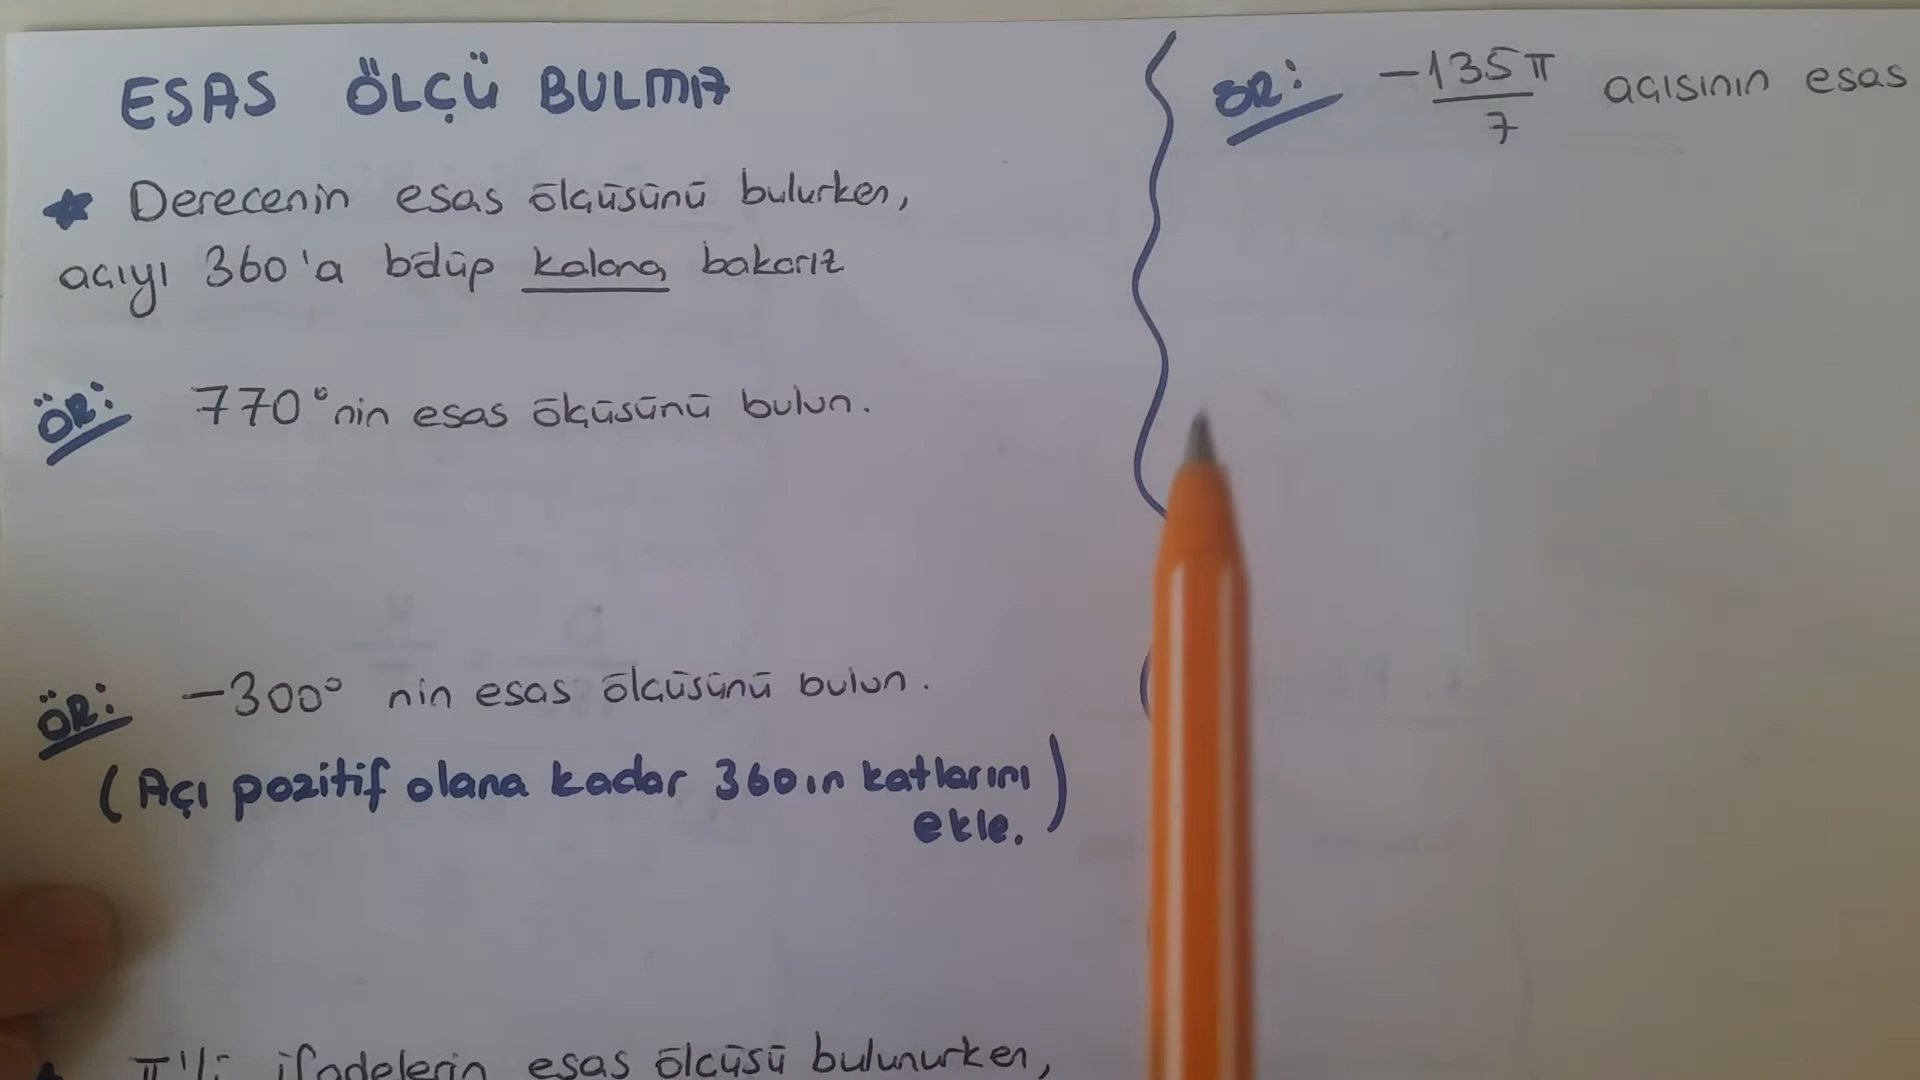 ESAS ÖLÇÜ BULMA
★ Derecenin esas ölçüsünü bulurken,
açıyı 360'a bölüp kalana bakarız
ÖR: 770° nin esas ölçüsünü bulun.
ÖR: -300° nin esas ölçüsünü bulun.
(Açı pozitif olana kadar 360ın katlarını
ekle.)
π'li ifadelerin esas ölçüsü bulunurken,
ÖR: -135π/7 açısının esas